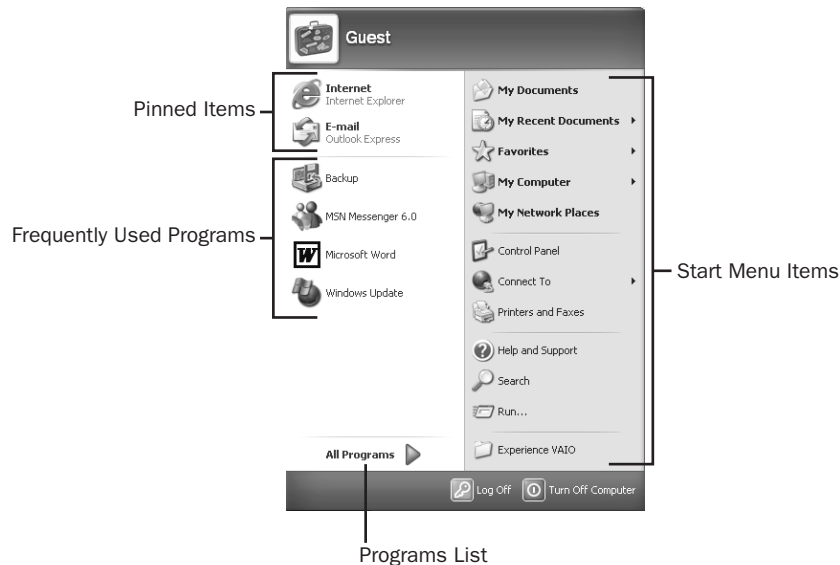 Guest
Pinned Items
Internet
Internet Explorer
E-mail
Outlook Express
Frequently Used Programs
Backup
MSN Messenger 6.0
Microsoft Word
Windows Update
All Programs
Programs List
My Documents
My Recent Documents
Favorites
My Computer
My Network Places
Control Panel
Connect To
Printers and Faxes
Help and Support
Search
Run...
Experience VAIO
Start Menu Items
Log Off
Turn Off Computer